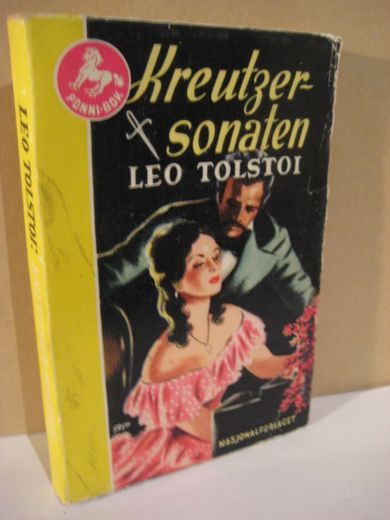 PONNI-BOK
Kreutzer-
sonaten
LEO TOLSTOI
NASJONALFORLAGET
LEO TOLSTOI: